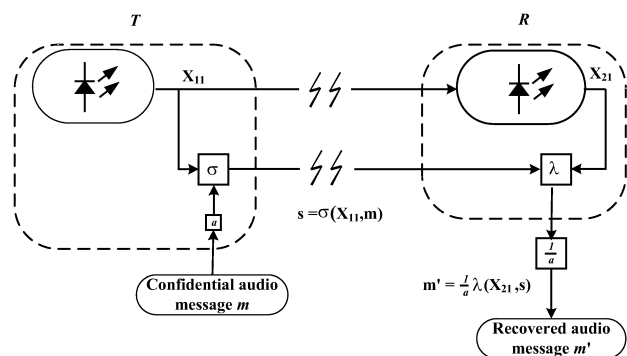 T
R
X₁₁
X₂₁
σ
λ
a
s =σ(X₁₁,m)
1/a
Confidential audio
message m
m' = 1/a λ(X₂₁,s)
Recovered audio
message m'